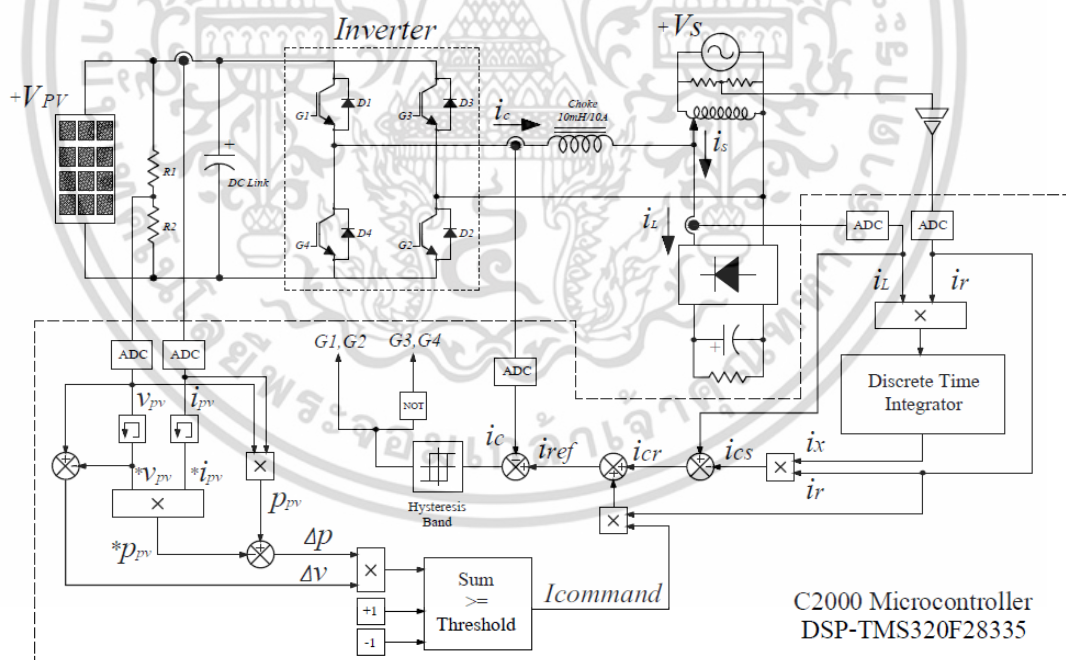 Inverter
+VS
+VPV
R1
R2
+
DC Link
G1
D1
G3
D3
G4
D4
G2
D2
ic
Choke
10mH/10A
is
iL
+
ADC
ADC
iL
ir
×
Discrete Time
Integrator
ADC
ADC
vpv
ipv
*vpv
*ipv
×
×
ppv
*ppv
Δp
Δv
×
+1
-1
Sum
>=
Threshold
Icommand
G1,G2
G3,G4
NOT
Hysteresis
Band
ADC
ic
iref
icr
ics
×
ix
ir
×
C2000 Microcontroller
DSP-TMS320F28335